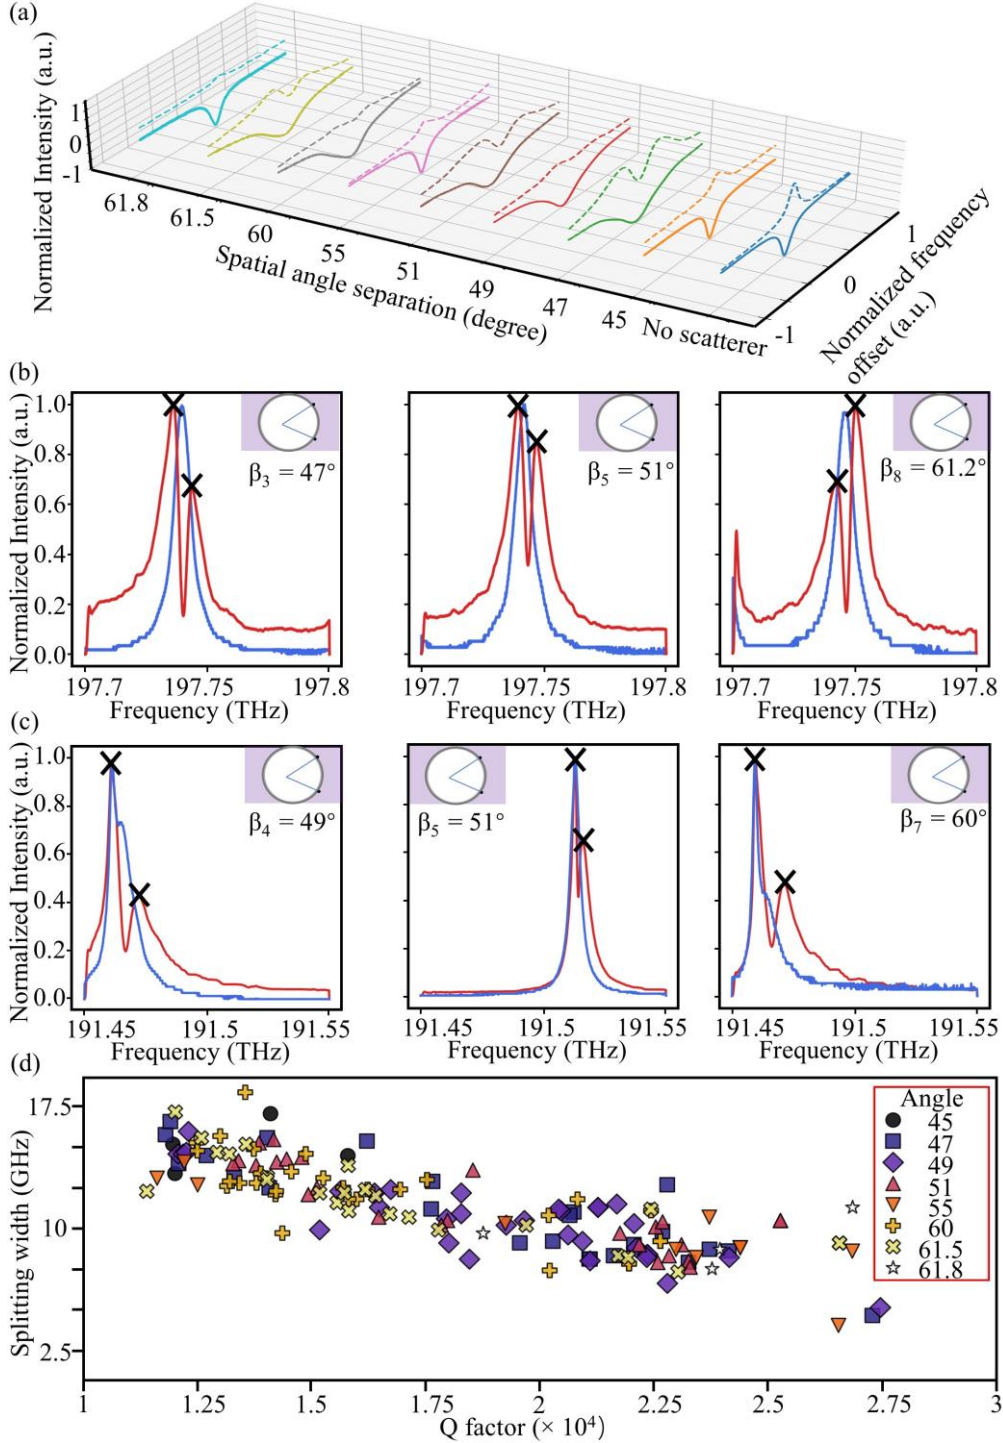 (a)
Normalized Intensity (a.u.)
1
0
-1
61.8
61.5
60
55
51
49
47
45
No scatterer
Spatial angle separation (degree)
-1
0
1
Normalized frequency
offset (a.u.)
(b)
Normalized Intensity (a.u.)
1.0
0.8
0.6
0.4
0.2
0.0
β₃ = 47°
β₅ = 51°
β₈ = 61.2°
197.7 197.75 197.8
197.7 197.75 197.8
197.7 197.75 197.8
Frequency (THz) Frequency (THz) Frequency (THz)
(c)
Normalized Intensity (a.u.)
1.0
0.8
0.6
0.4
0.2
0.0
β₄ = 49°
β₅ = 51°
β₇ = 60°
191.45 191.5 191.55
191.45 191.5 191.55
191.45 191.5 191.55
Frequency (THz) Frequency (THz) Frequency (THz)
(d)
Splitting width (GHz)
17.5
10
2.5
Angle
45
47
49
51
55
60
61.5
61.8
1 1.25 1.5 1.75 2 2.25 2.5 2.75 3
Q factor (× 10⁴)